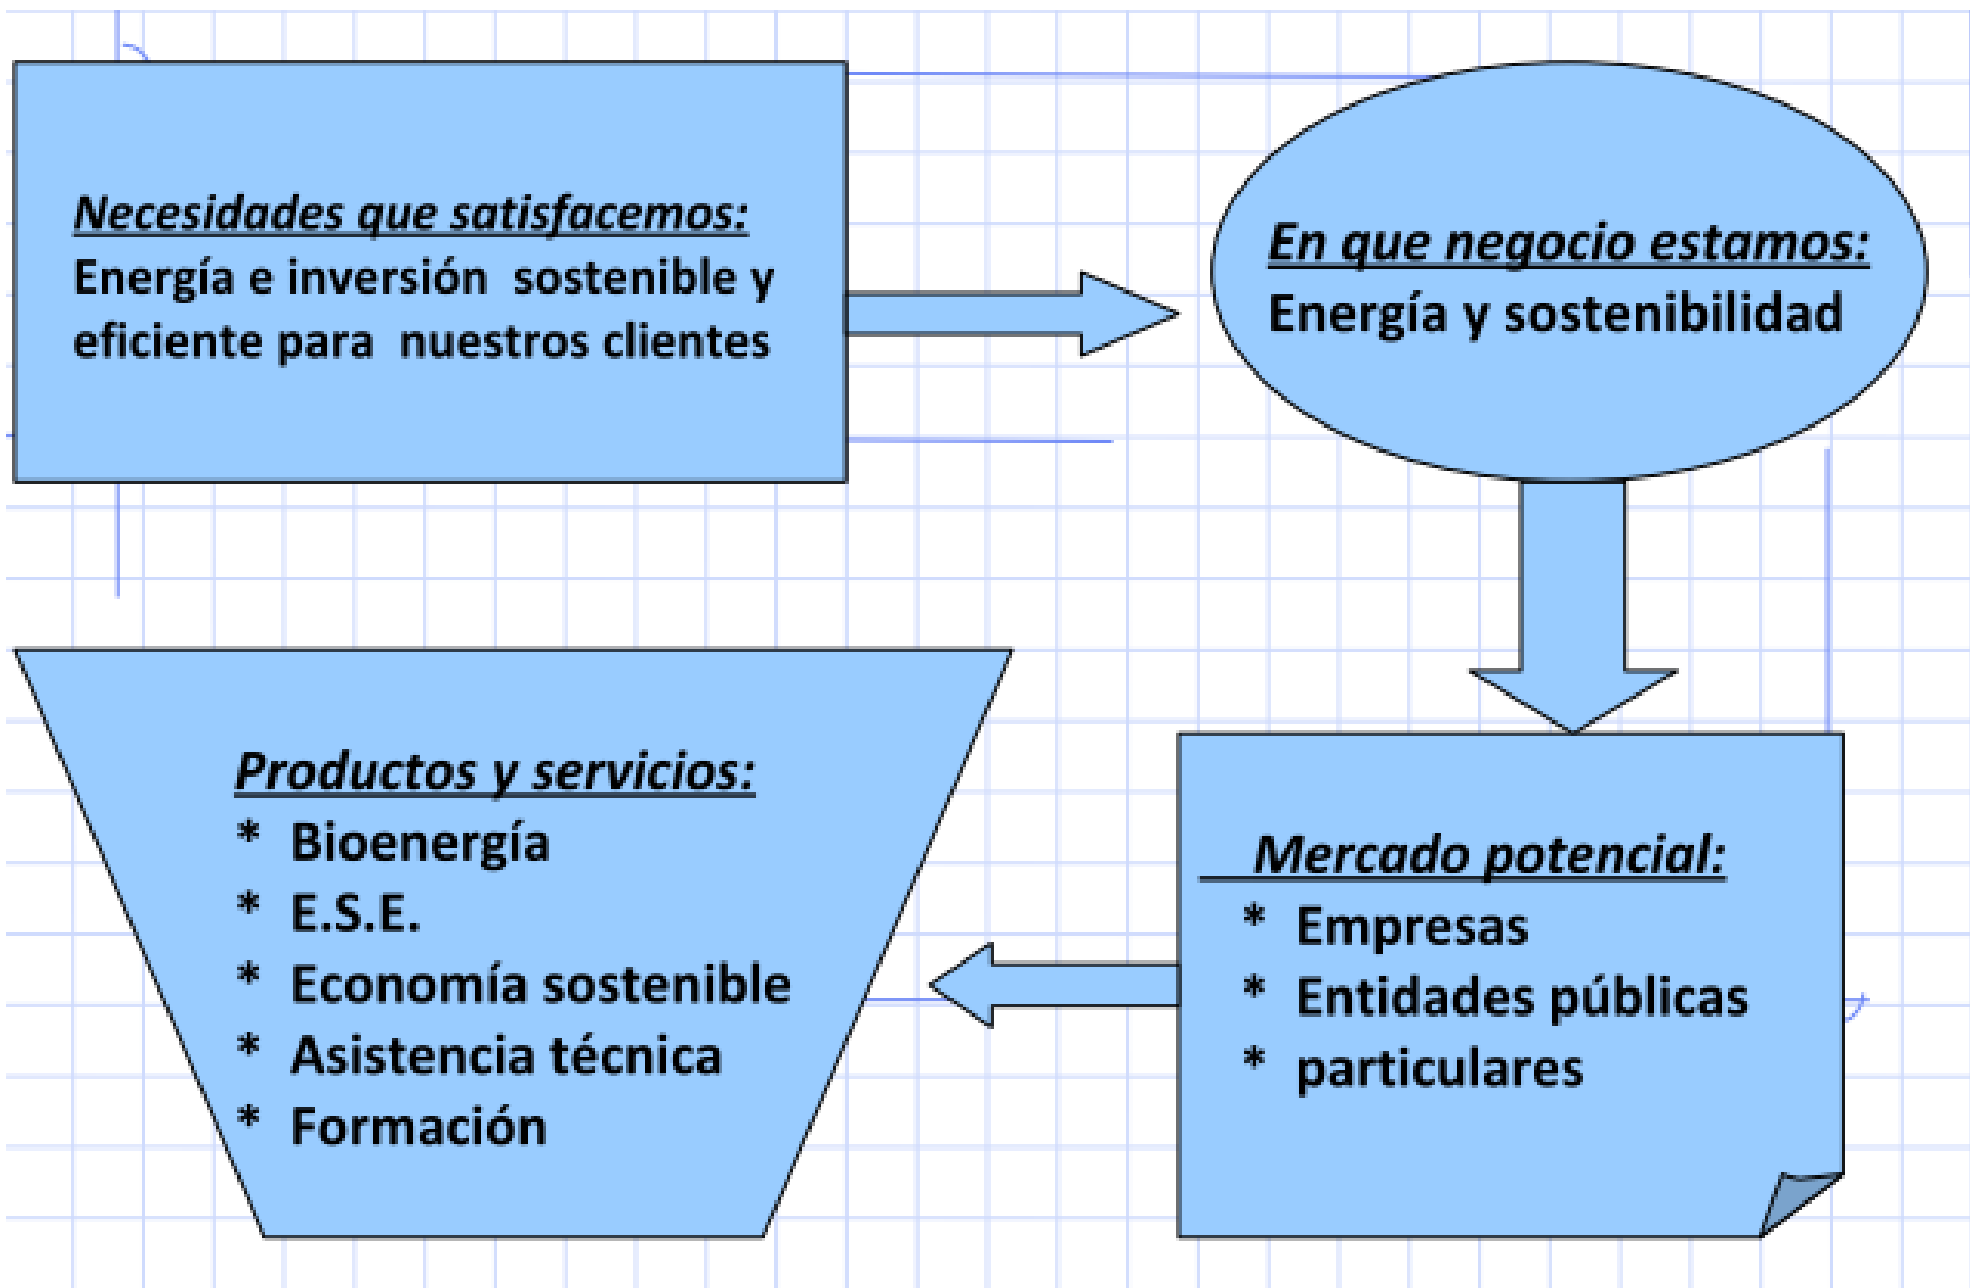 Necesidades que satisfacemos:
Energía e inversión sostenible y
eficiente para nuestros clientes
En que negocio estamos:
Energía y sostenibilidad
Mercado potencial:
* Empresas
* Entidades públicas
* particulares
Productos y servicios:
* Bioenergía
* E.S.E.
* Economía sostenible
* Asistencia técnica
* Formación